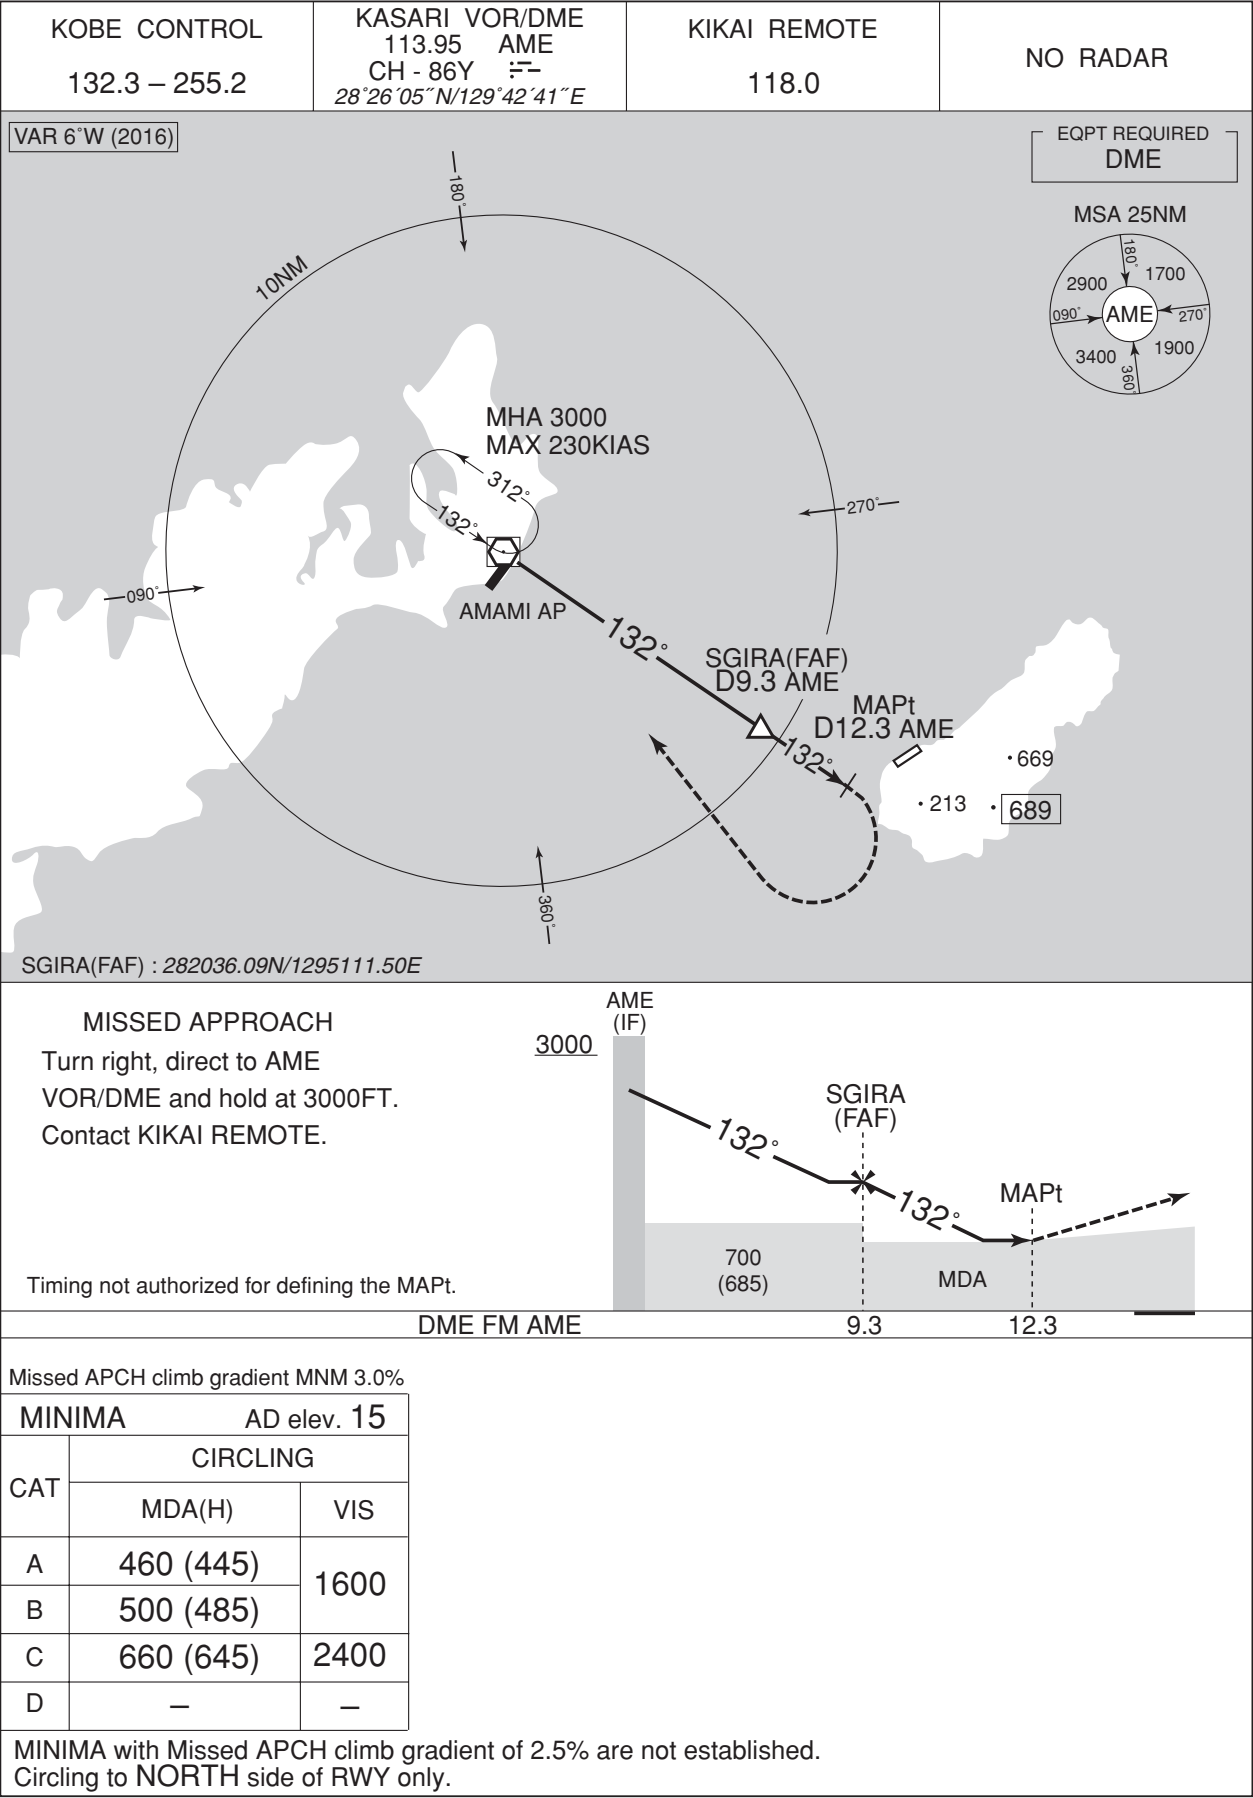 KOBE CONTROL
132.3 – 255.2
KASARI VOR/DME
113.95 AME
CH - 86Y
28°26´05˝N/129°42´41˝E
KIKAI REMOTE
118.0
NO RADAR
VAR 6°W (2016)
EQPT REQUIRED
DME
MSA 25NM
180°
2900
1700
090°
AME
270°
3400
1900
360°
180°
10NM
MHA 3000
MAX 230KIAS
312°
132°
270°
090°
AMAMI AP
132°
SGIRA(FAF)
D9.3 AME
MAPt
D12.3 AME
132°
669
213
689
360°
SGIRA(FAF) : 282036.09N/1295111.50E
MISSED APPROACH
Turn right, direct to AME
VOR/DME and hold at 3000FT.
Contact KIKAI REMOTE.
Timing not authorized for defining the MAPt.
AME
(IF)
3000
SGIRA
(FAF)
132°
132°
MAPt
700
(685)
MDA
DME FM AME 9.3 12.3
Missed APCH climb gradient MNM 3.0%
MINIMA AD elev. 15
CAT
CIRCLING
MDA(H) VIS
A 460 (445)
1600
B 500 (485)
C 660 (645) 2400
D – –
MINIMA with Missed APCH climb gradient of 2.5% are not established.
Circling to NORTH side of RWY only.